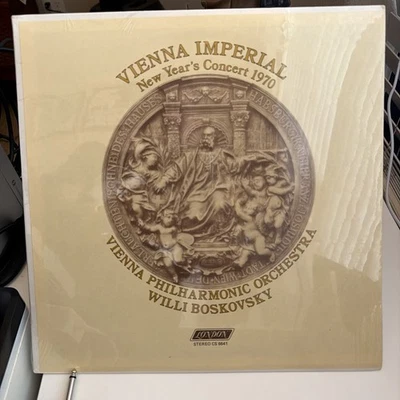 VIENNA IMPERIAL
New Year's Concert 1970
VIENNA PHILHARMONIC ORCHESTRA
WILLI BOSKOVSKY
LONDON
STEREO CS 6641